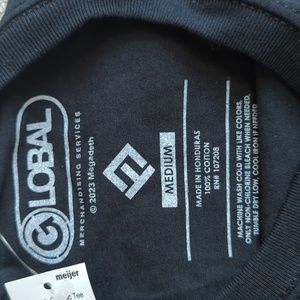 GLOBAL
MERCHANDISING SERVICES
© 2023 Megadeth
MEDIUM
MADE IN HONDURAS
100% COTTON
RN# 107208
MACHINE WASH COLD WITH LIKE COLORS,
ONLY NON-CHLORINE BLEACH WHEN NEEDED,
TUMBLE DRY LOW, COOL IRON IF NEEDED
meijer
Tee